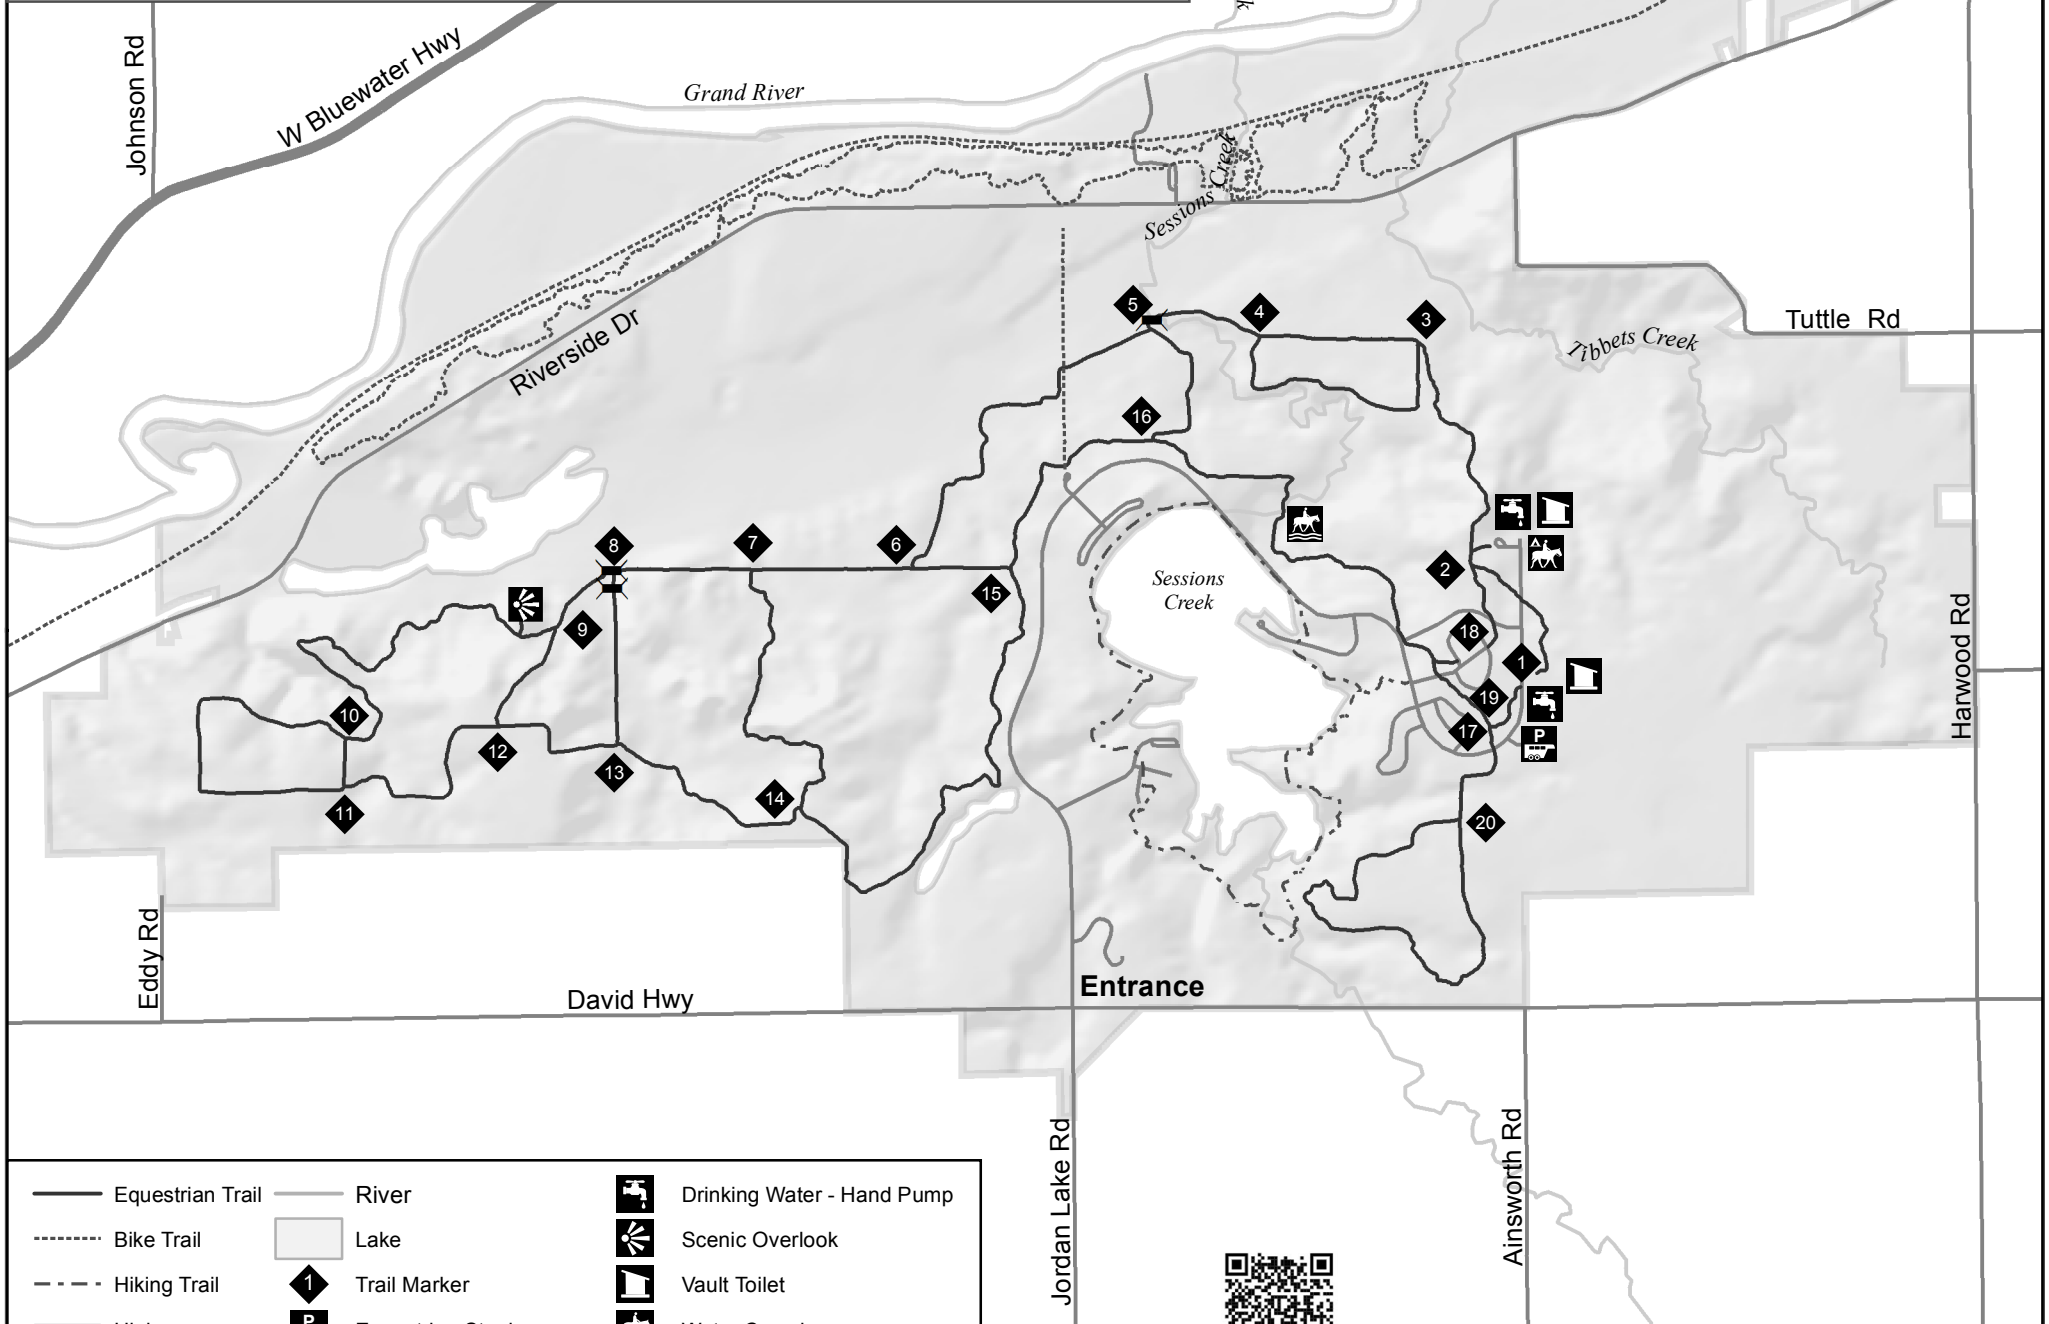 Johnson Rd
W Bluewater Hwy
Grand River
Sessions Creek
Riverside Dr
Tuttle Rd
Tibbets Creek
5
4
3
16
8
7
6
15
2
9
Sessions
Creek
18
1
10
19
17
P
12
13
14
11
20
Harwood Rd
Eddy Rd
David Hwy
Entrance
Jordan Lake Rd
Ainsworth Rd
Equestrian Trail
River
Drinking Water - Hand Pump
Bike Trail
Lake
Scenic Overlook
Hiking Trail
1
Trail Marker
Vault Toilet
P